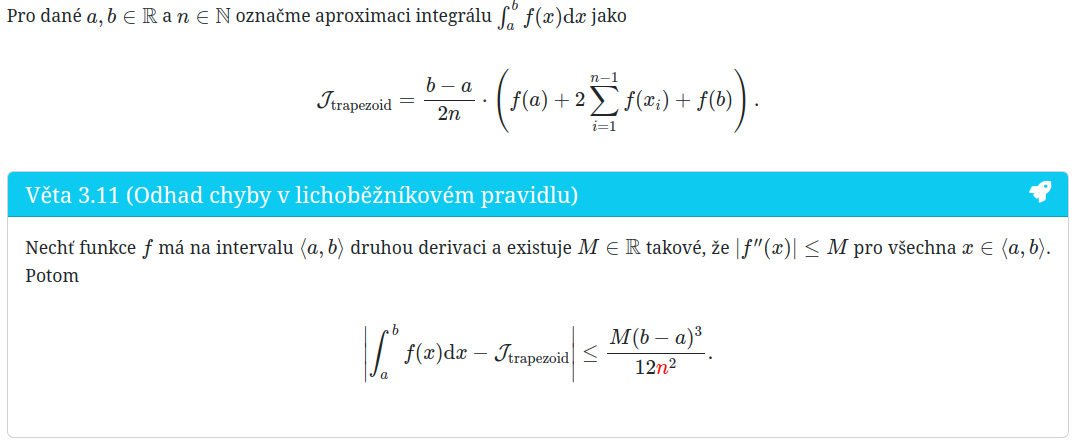 Pro dané $a, b \in \mathbb{R}$ a $n \in \mathbb{N}$ označme aproximaci integrálu $\int_a^b f(x)\mathrm{d}x$ jako
$$\mathcal{J}_{\text{trapezoid}} = \frac{b-a}{2n} \cdot \left( f(a) + 2\sum_{i=1}^{n-1} f(x_i) + f(b) \right).$$
Věta 3.11 (Odhad chyby v lichoběžníkovém pravidlu)
Nechť funkce $f$ má na intervalu $\langle a, b \rangle$ druhou derivaci a existuje $M \in \mathbb{R}$ takové, že $|f''(x)| \leq M$ pro všechna $x \in \langle a, b \rangle$.
Potom
$$\left| \int_a^b f(x)\mathrm{d}x - \mathcal{J}_{\text{trapezoid}} \right| \leq \frac{M(b-a)^3}{12n^2}.$$